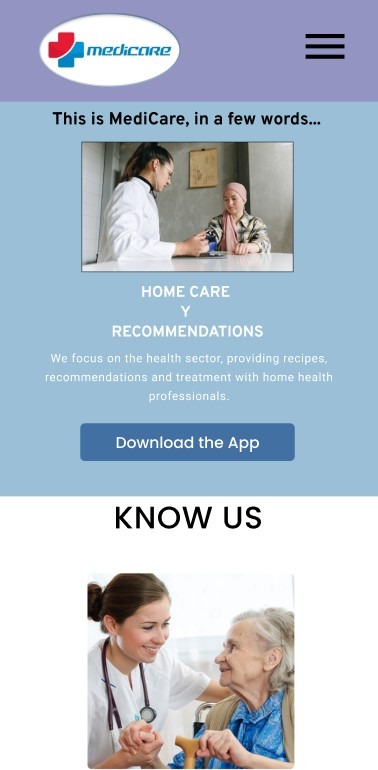 medicare
This is MediCare, in a few words...
HOME CARE
Y
RECOMMENDATIONS
We focus on the health sector, providing recipes,
recommendations and treatment with home health
professionals.
Download the App
KNOW US